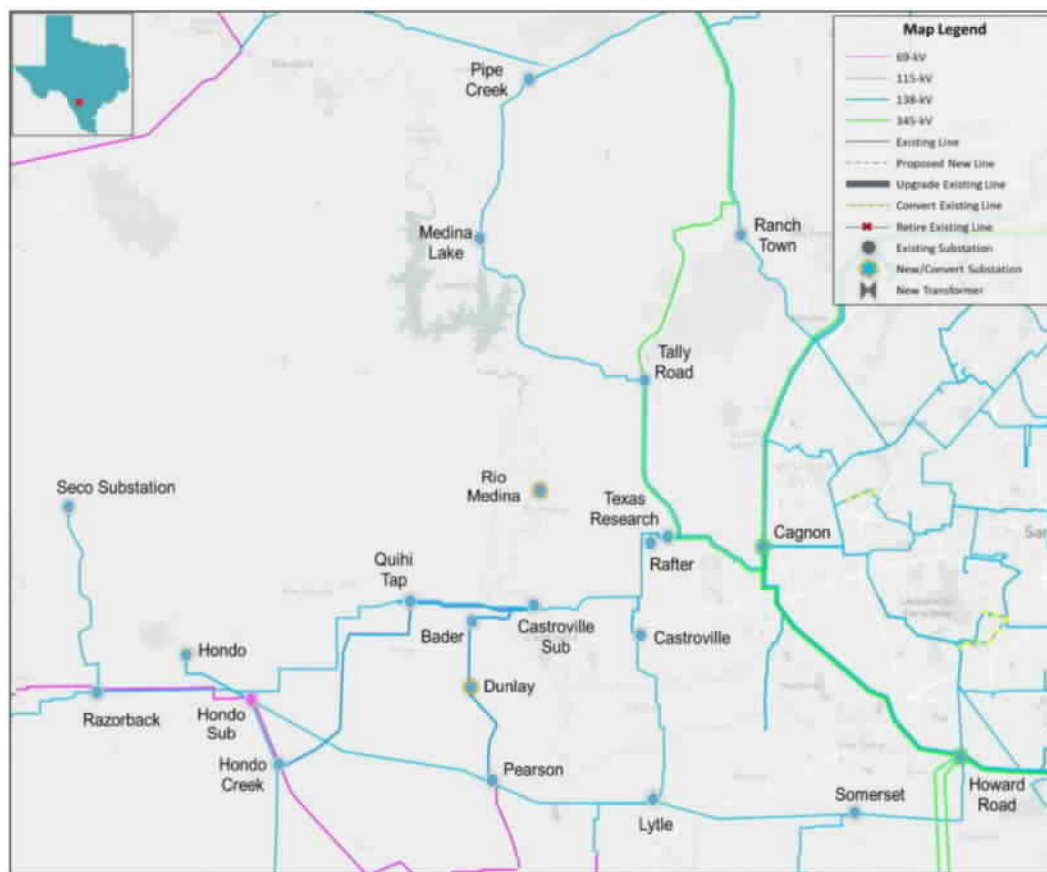 Map Legend
69-kV
115-kV
138-kV
345-kV
Existing Line
Proposed New Line
Upgrade Existing Line
Convert Existing Line
Retire Existing Line
Existing Substation
New/Convert Substation
New Transformer
Pipe
Creek
Medina
Lake
Ranch
Town
Tally
Road
Seco Substation
Rio
Medina
Texas
Research
Rafter
Cagnon
Quihi
Tap
Bader
Castroville
Sub
Castroville
Hondo
Dunlay
Razorback
Hondo
Sub
Hondo
Creek
Pearson
Lytle
Somerset
Howard
Road